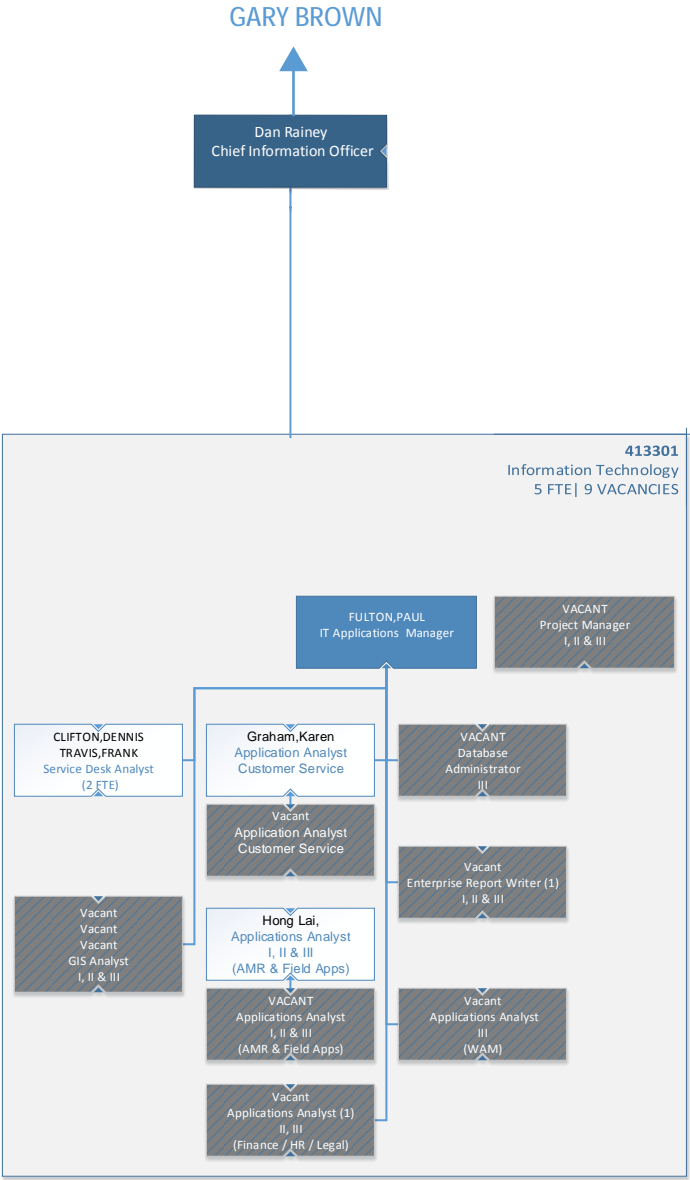 GARY BROWN
Dan Rainey
Chief Information Officer
413301
Information Technology
5 FTE| 9 VACANCIES
FULTON,PAUL
IT Applications  Manager
VACANT
Project Manager
I, II & III
CLIFTON,DENNIS
TRAVIS,FRANK
Service Desk Analyst
(2 FTE)
Graham,Karen
Application Analyst
Customer Service
VACANT
Database
Administrator
III
Vacant
Application Analyst
Customer Service
Vacant
Enterprise Report Writer (1)
I, II & III
Vacant
Vacant
Vacant
GIS Analyst
I, II & III
Hong Lai,
Applications Analyst
I, II & III
(AMR & Field Apps)
VACANT
Applications Analyst
I, II & III
(AMR & Field Apps)
Vacant
Applications Analyst
III
(WAM)
Vacant
Applications Analyst (1)
II, III
(Finance / HR / Legal)